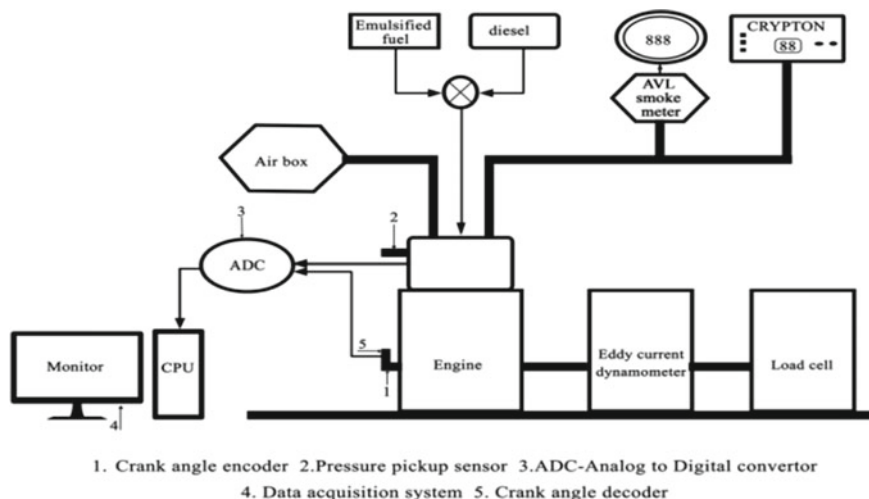 Emulsified
fuel
diesel
888
CRYPTON
88
AVL
smoke
meter
Air box
3
2
ADC
5
Monitor
CPU
Engine
Eddy current
dynamometer
Load cell
1
4
1. Crank angle encoder 2.Pressure pickup sensor 3.ADC-Analog to Digital convertor
4. Data acquisition system 5. Crank angle decoder